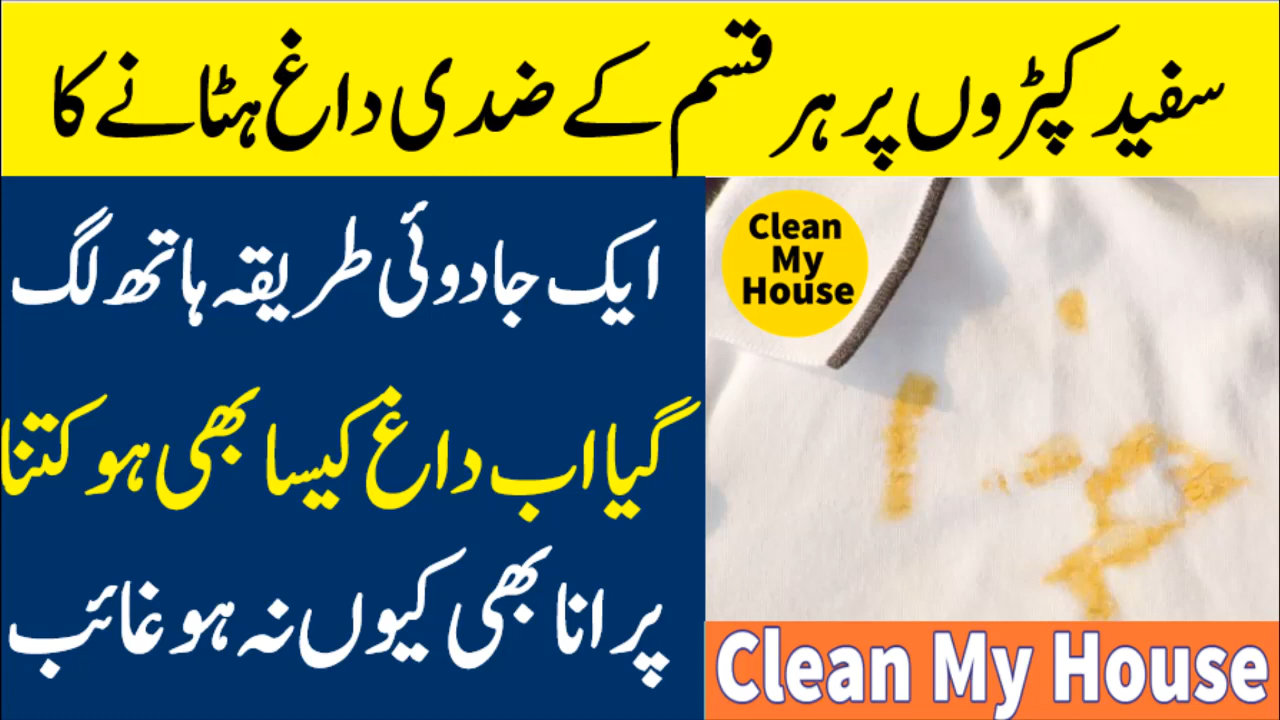 سفید کپڑوں پر ہر قسم کے ضدی داغ ہٹانے کا
ایک جادوئی طریقہ ہاتھ لگ
گیا اب داغ کیسا بھی ہو کتنا
پرانا بھی کیوں نہ ہو غائب
Clean
My
House
Clean My House